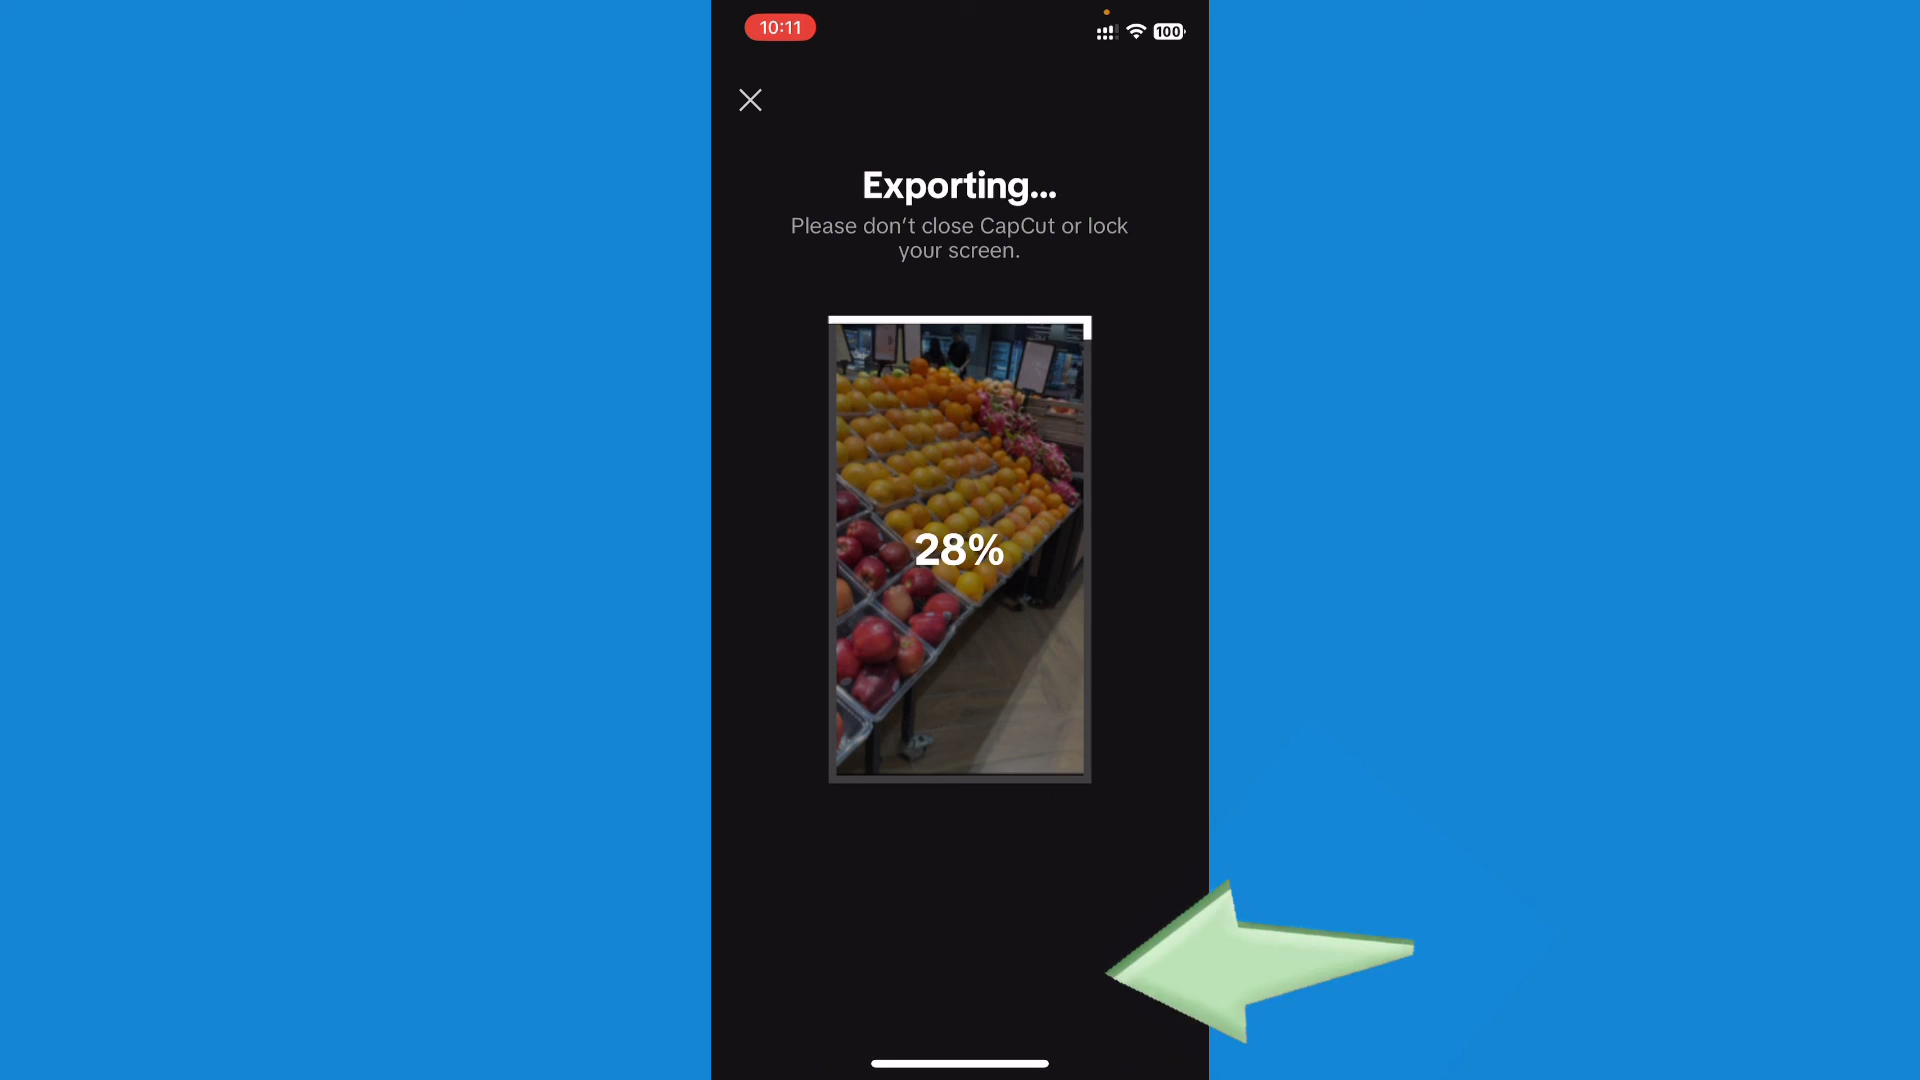 10:11
100
Exporting...
Please don’t close CapCut or lock
your screen.
28%